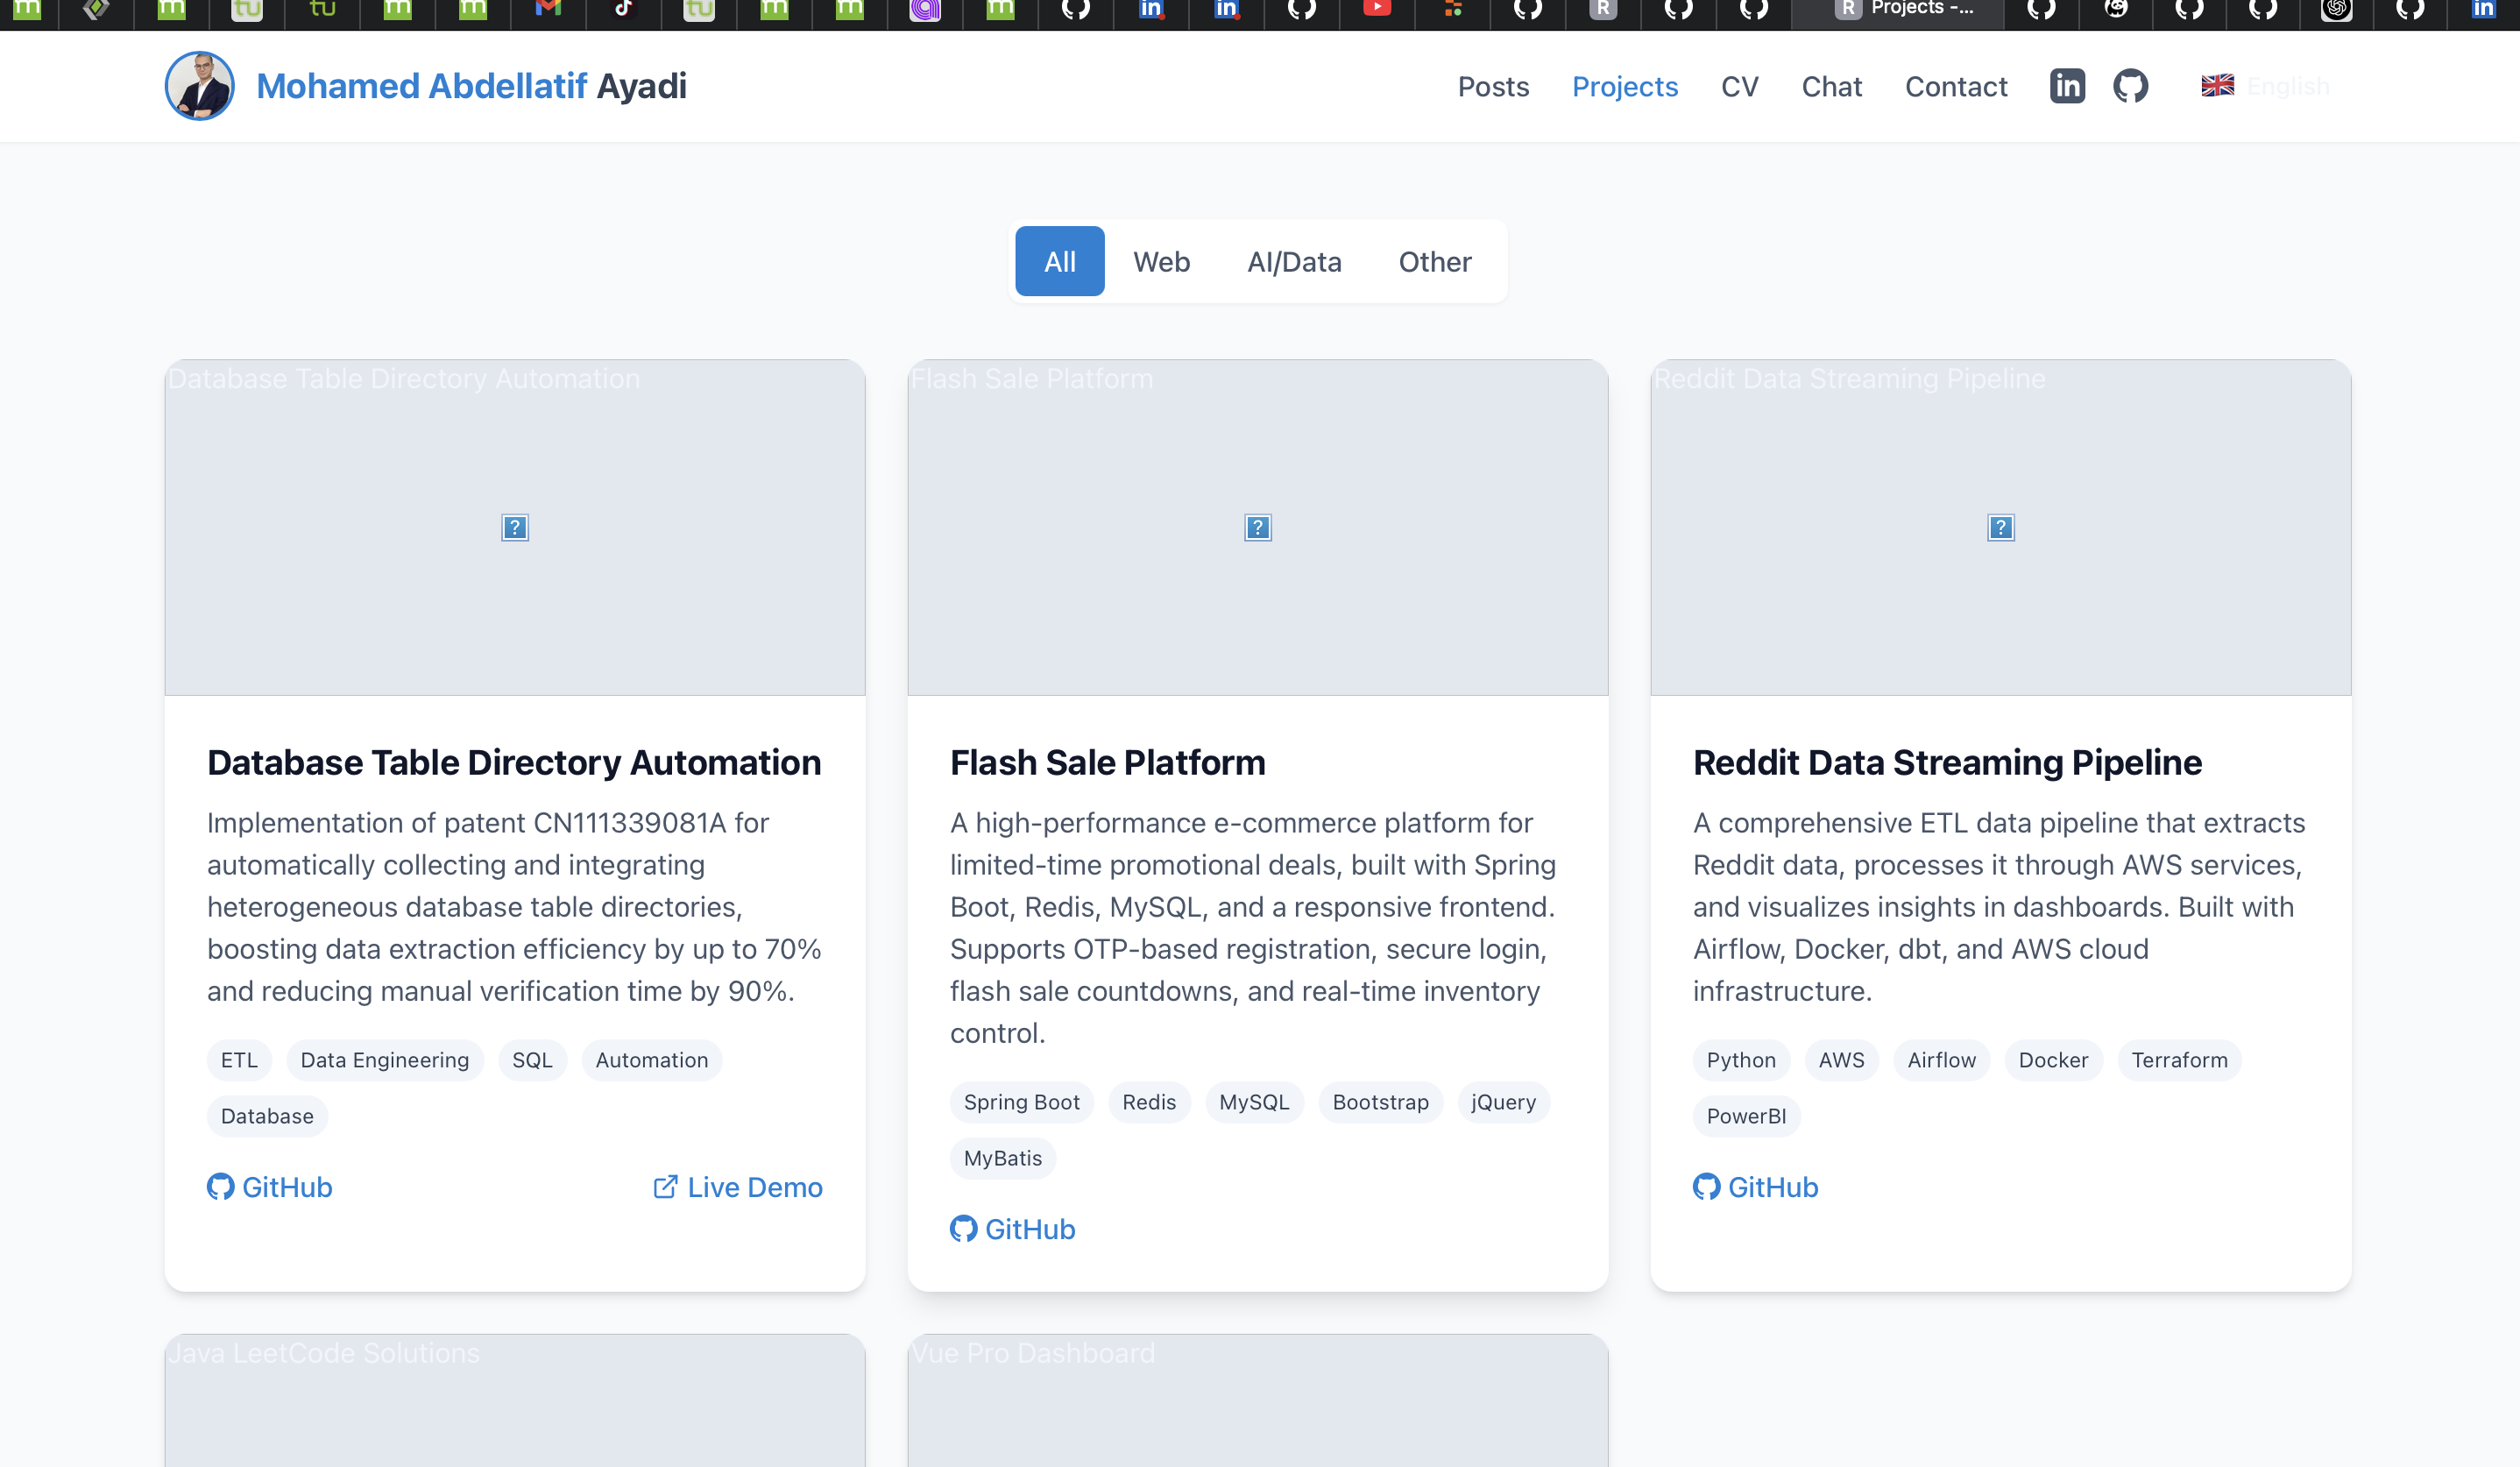 R Projects -...
Mohamed Abdellatif Ayadi
Posts Projects CV Chat Contact in English
All Web AI/Data Other
Database Table Directory Automation
Flash Sale Platform
Reddit Data Streaming Pipeline
Database Table Directory Automation
Implementation of patent CN111339081A for
automatically collecting and integrating
heterogeneous database table directories,
boosting data extraction efficiency by up to 70%
and reducing manual verification time by 90%.
ETL Data Engineering SQL Automation
Database
GitHub Live Demo
Flash Sale Platform
A high-performance e-commerce platform for
limited-time promotional deals, built with Spring
Boot, Redis, MySQL, and a responsive frontend.
Supports OTP-based registration, secure login,
flash sale countdowns, and real-time inventory
control.
Spring Boot Redis MySQL Bootstrap jQuery
MyBatis
GitHub
Reddit Data Streaming Pipeline
A comprehensive ETL data pipeline that extracts
Reddit data, processes it through AWS services,
and visualizes insights in dashboards. Built with
Airflow, Docker, dbt, and AWS cloud
infrastructure.
Python AWS Airflow Docker Terraform
PowerBI
GitHub
Java LeetCode Solutions
Vue Pro Dashboard